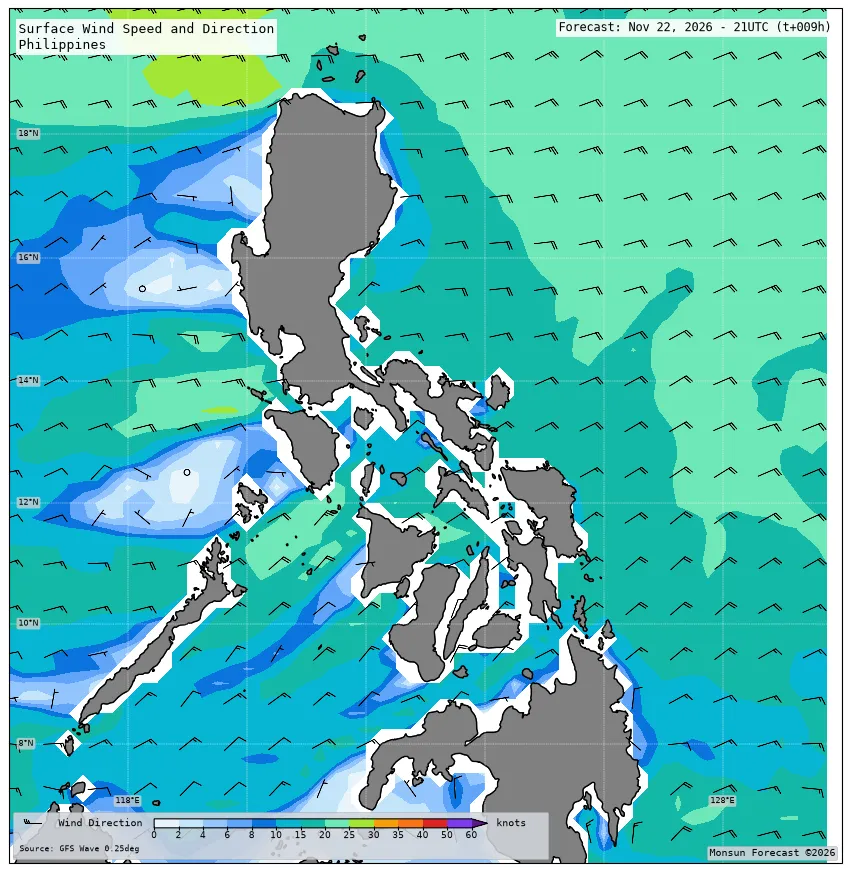 Surface Wind Speed and Direction
Philippines
Forecast: Nov 22, 2026 - 21UTC (t+009h)
18°N
16°N
14°N
12°N
10°N
8°N
118°E
128°E
Wind Direction
0 2 4 6 8 10 15 20 25 30 35 40 50 60 knots
Source: GFS Wave 0.25deg
Monsun Forecast ©2026